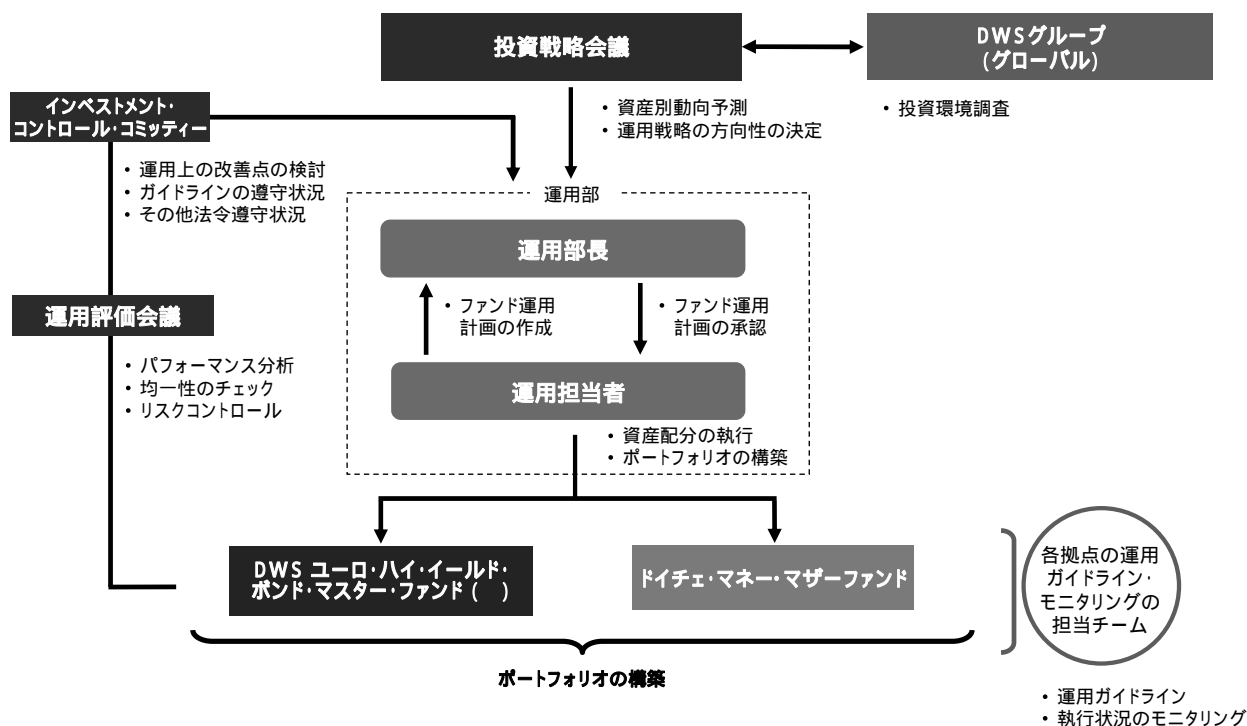 投資戦略会議
DWSグループ
(グローバル)
インベストメント・
コントロール・コミッティー
• 資産別動向予測
• 運用戦略の方向性の決定
• 投資環境調査
• 運用上の改善点の検討
• ガイドラインの遵守状況
• その他法令遵守状況
運用部
運用部長
• ファンド運用
計画の作成
• ファンド運用
計画の承認
運用評価会議
• パフォーマンス分析
• 均一性のチェック
• リスクコントロール
運用担当者
• 資産配分の執行
• ポートフォリオの構築
DWS ユーロ・ハイ・イールド・
ボンド・マスター・ファンド( )
ドイチェ・マネー・マザーファンド
各拠点の運用
ガイドライン・
モニタリングの
担当チーム
ポートフォリオの構築
• 運用ガイドライン
• 執行状況のモニタリング